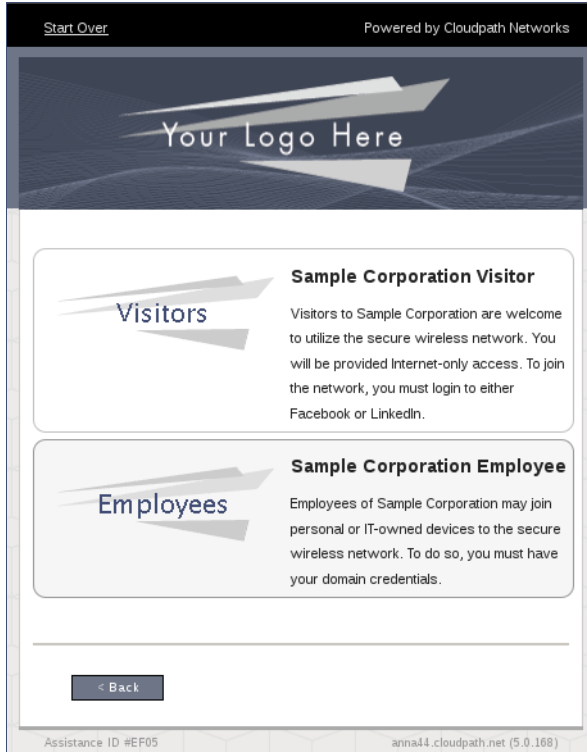 Start Over
Powered by Cloudpath Networks
Your Logo Here
Visitors
Sample Corporation Visitor
Visitors to Sample Corporation are welcome
to utilize the secure wireless network. You
will be provided Internet-only access. To join
the network, you must login to either
Facebook or LinkedIn.
Employees
Sample Corporation Employee
Employees of Sample Corporation may join
personal or IT-owned devices to the secure
wireless network. To do so, you must have
your domain credentials.
< Back
Assistance ID #EF05
anna44.cloudpath.net (5.0.168)